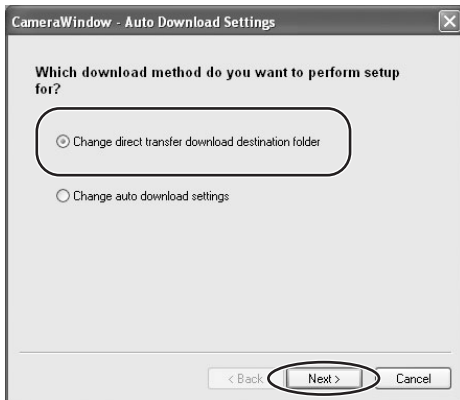 CameraWindow - Auto Download Settings
Which download method do you want to perform setup
for?
Change direct transfer download destination folder
Change auto download settings
< Back
Next >
Cancel